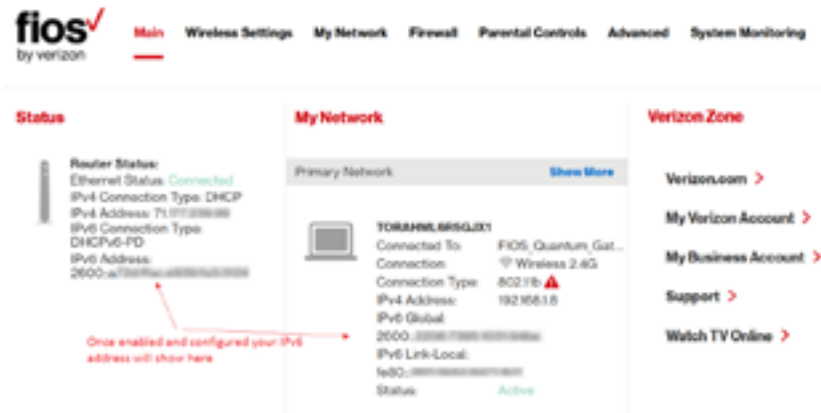 fios
by verizon
Main Wireless Settings My Network Firewall Parental Controls Advanced System Monitoring
Status
Router Status:
Ethernet Status: Connected
IPv4 Connection Type: DHCP
IPv4 Address: 71.
IPv6 Connection Type:
DHCPv6-PD
IPv6 Address:
2600:
Once enabled and configured your IPv6
address will show here
My Network
Primary Network Show More
Connected To: FIOS_Quantum_Gat...
Connection: Wireless 2.4G
Connection Type: 802.11b
IPv4 Address: 192.168.1.8
IPv6 Global:
2600:
IPv6 Link-Local:
fe80::
Status: Active
Verizon Zone
Verizon.com >
My Verizon Account >
My Business Account >
Support >
Watch TV Online >